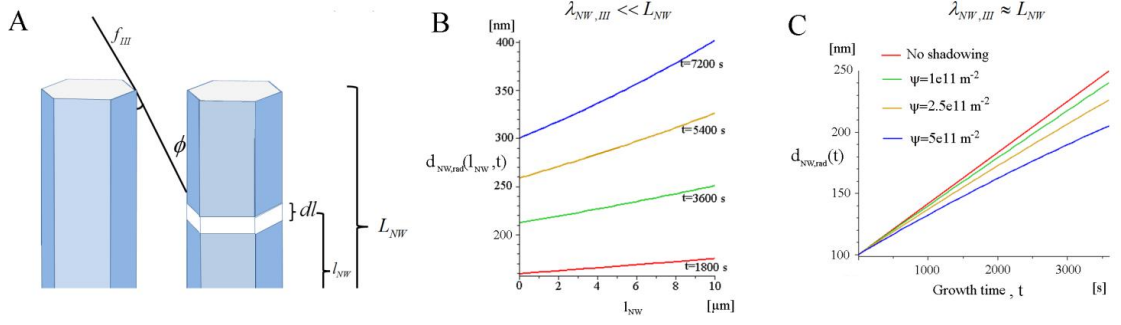 A
f_III
ϕ
dl
L_NW
l_NW
B
λ_NW,III << L_NW
[nm]
400
350
300
250
200
d_NW,rad(l_NW,t)
t=7200 s
t=5400 s
t=3600 s
t=1800 s
0 2 4 6 8 10
l_NW
[μm]
C
λ_NW,III ≈ L_NW
[nm]
250
200
150
100
d_NW,rad(t)
No shadowing
ψ=1e11 m⁻²
ψ=2.5e11 m⁻²
ψ=5e11 m⁻²
1000 2000 3000
Growth time , t
[s]